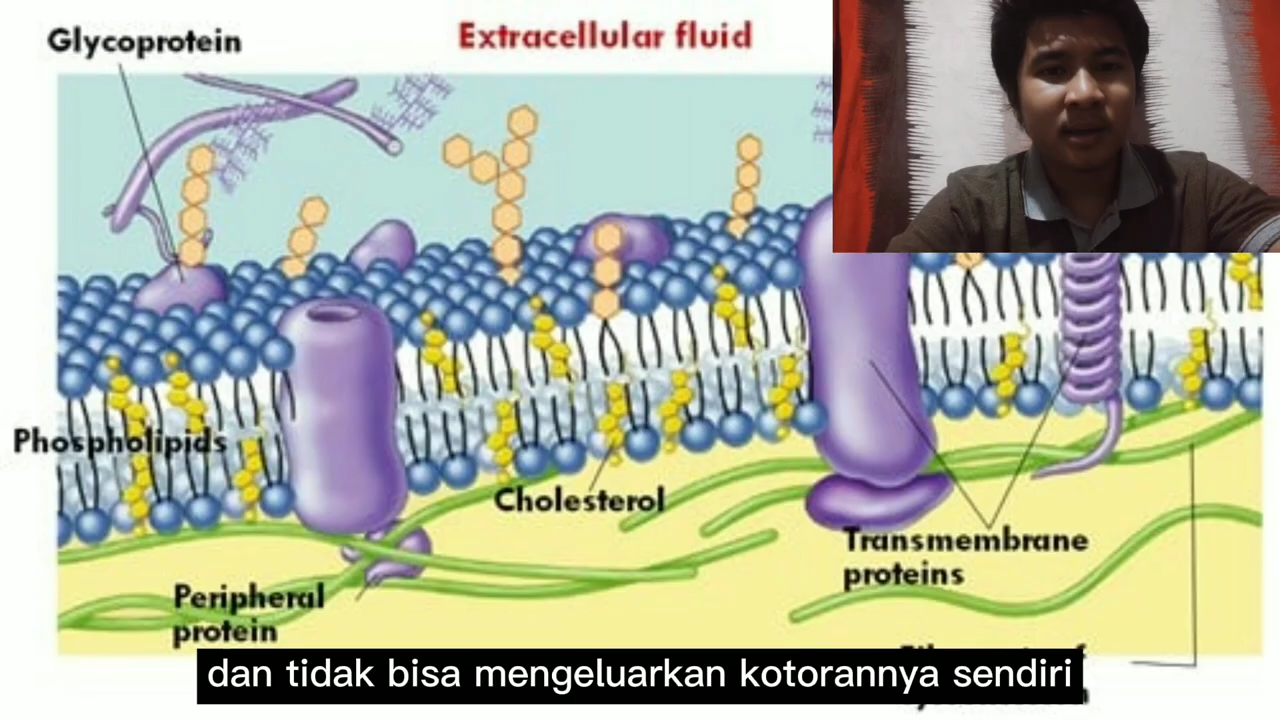 Glycoprotein
Extracellular fluid
Phospholipids
Cholesterol
Transmembrane
proteins
Peripheral
protein
dan tidak bisa mengeluarkan kotorannya sendiri